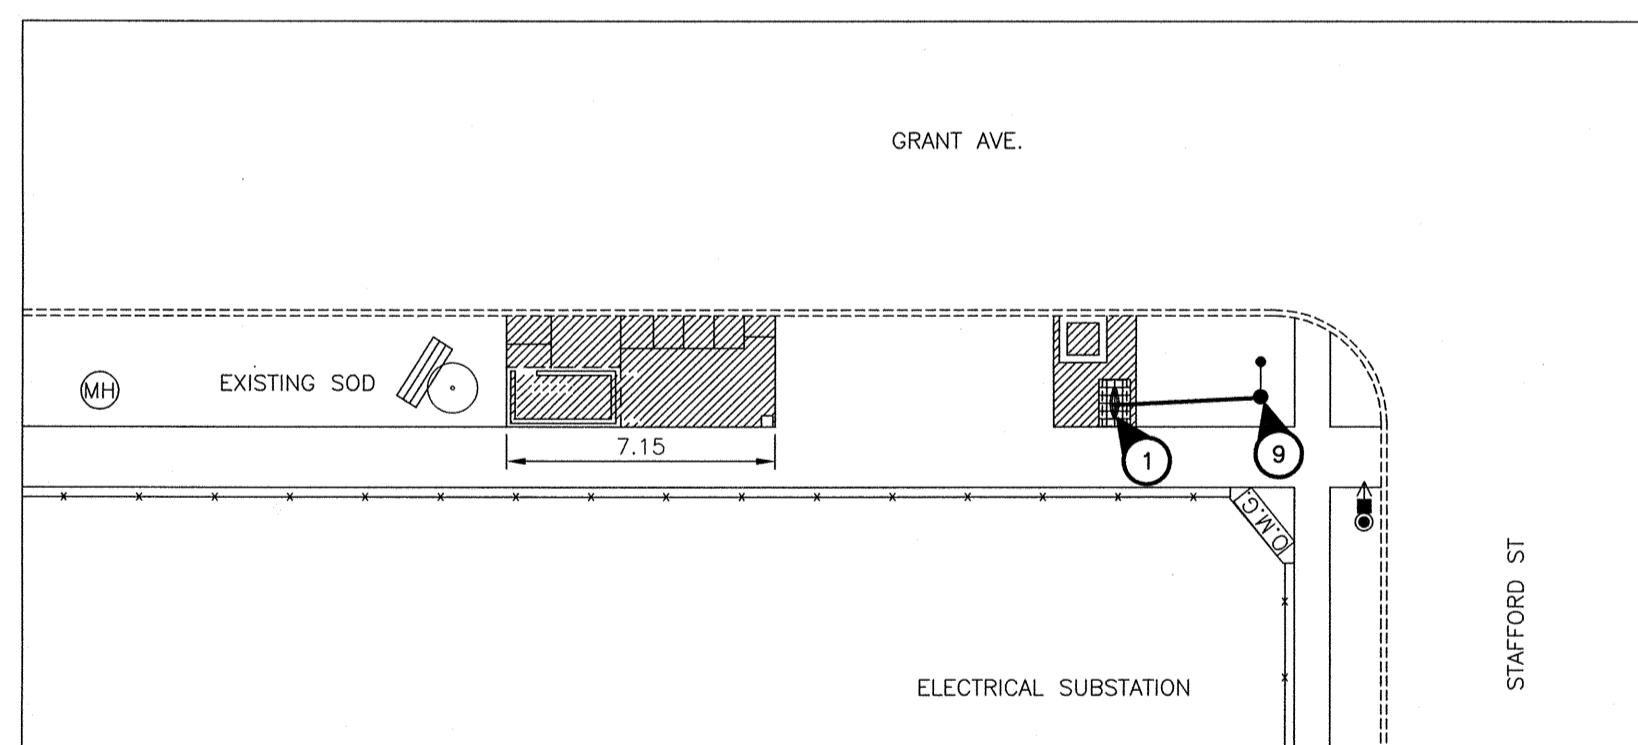 GRANT AVE.
MH
EXISTING SOD
7.15
1
9
O.M.G.
STAFFORD ST
ELECTRICAL SUBSTATION